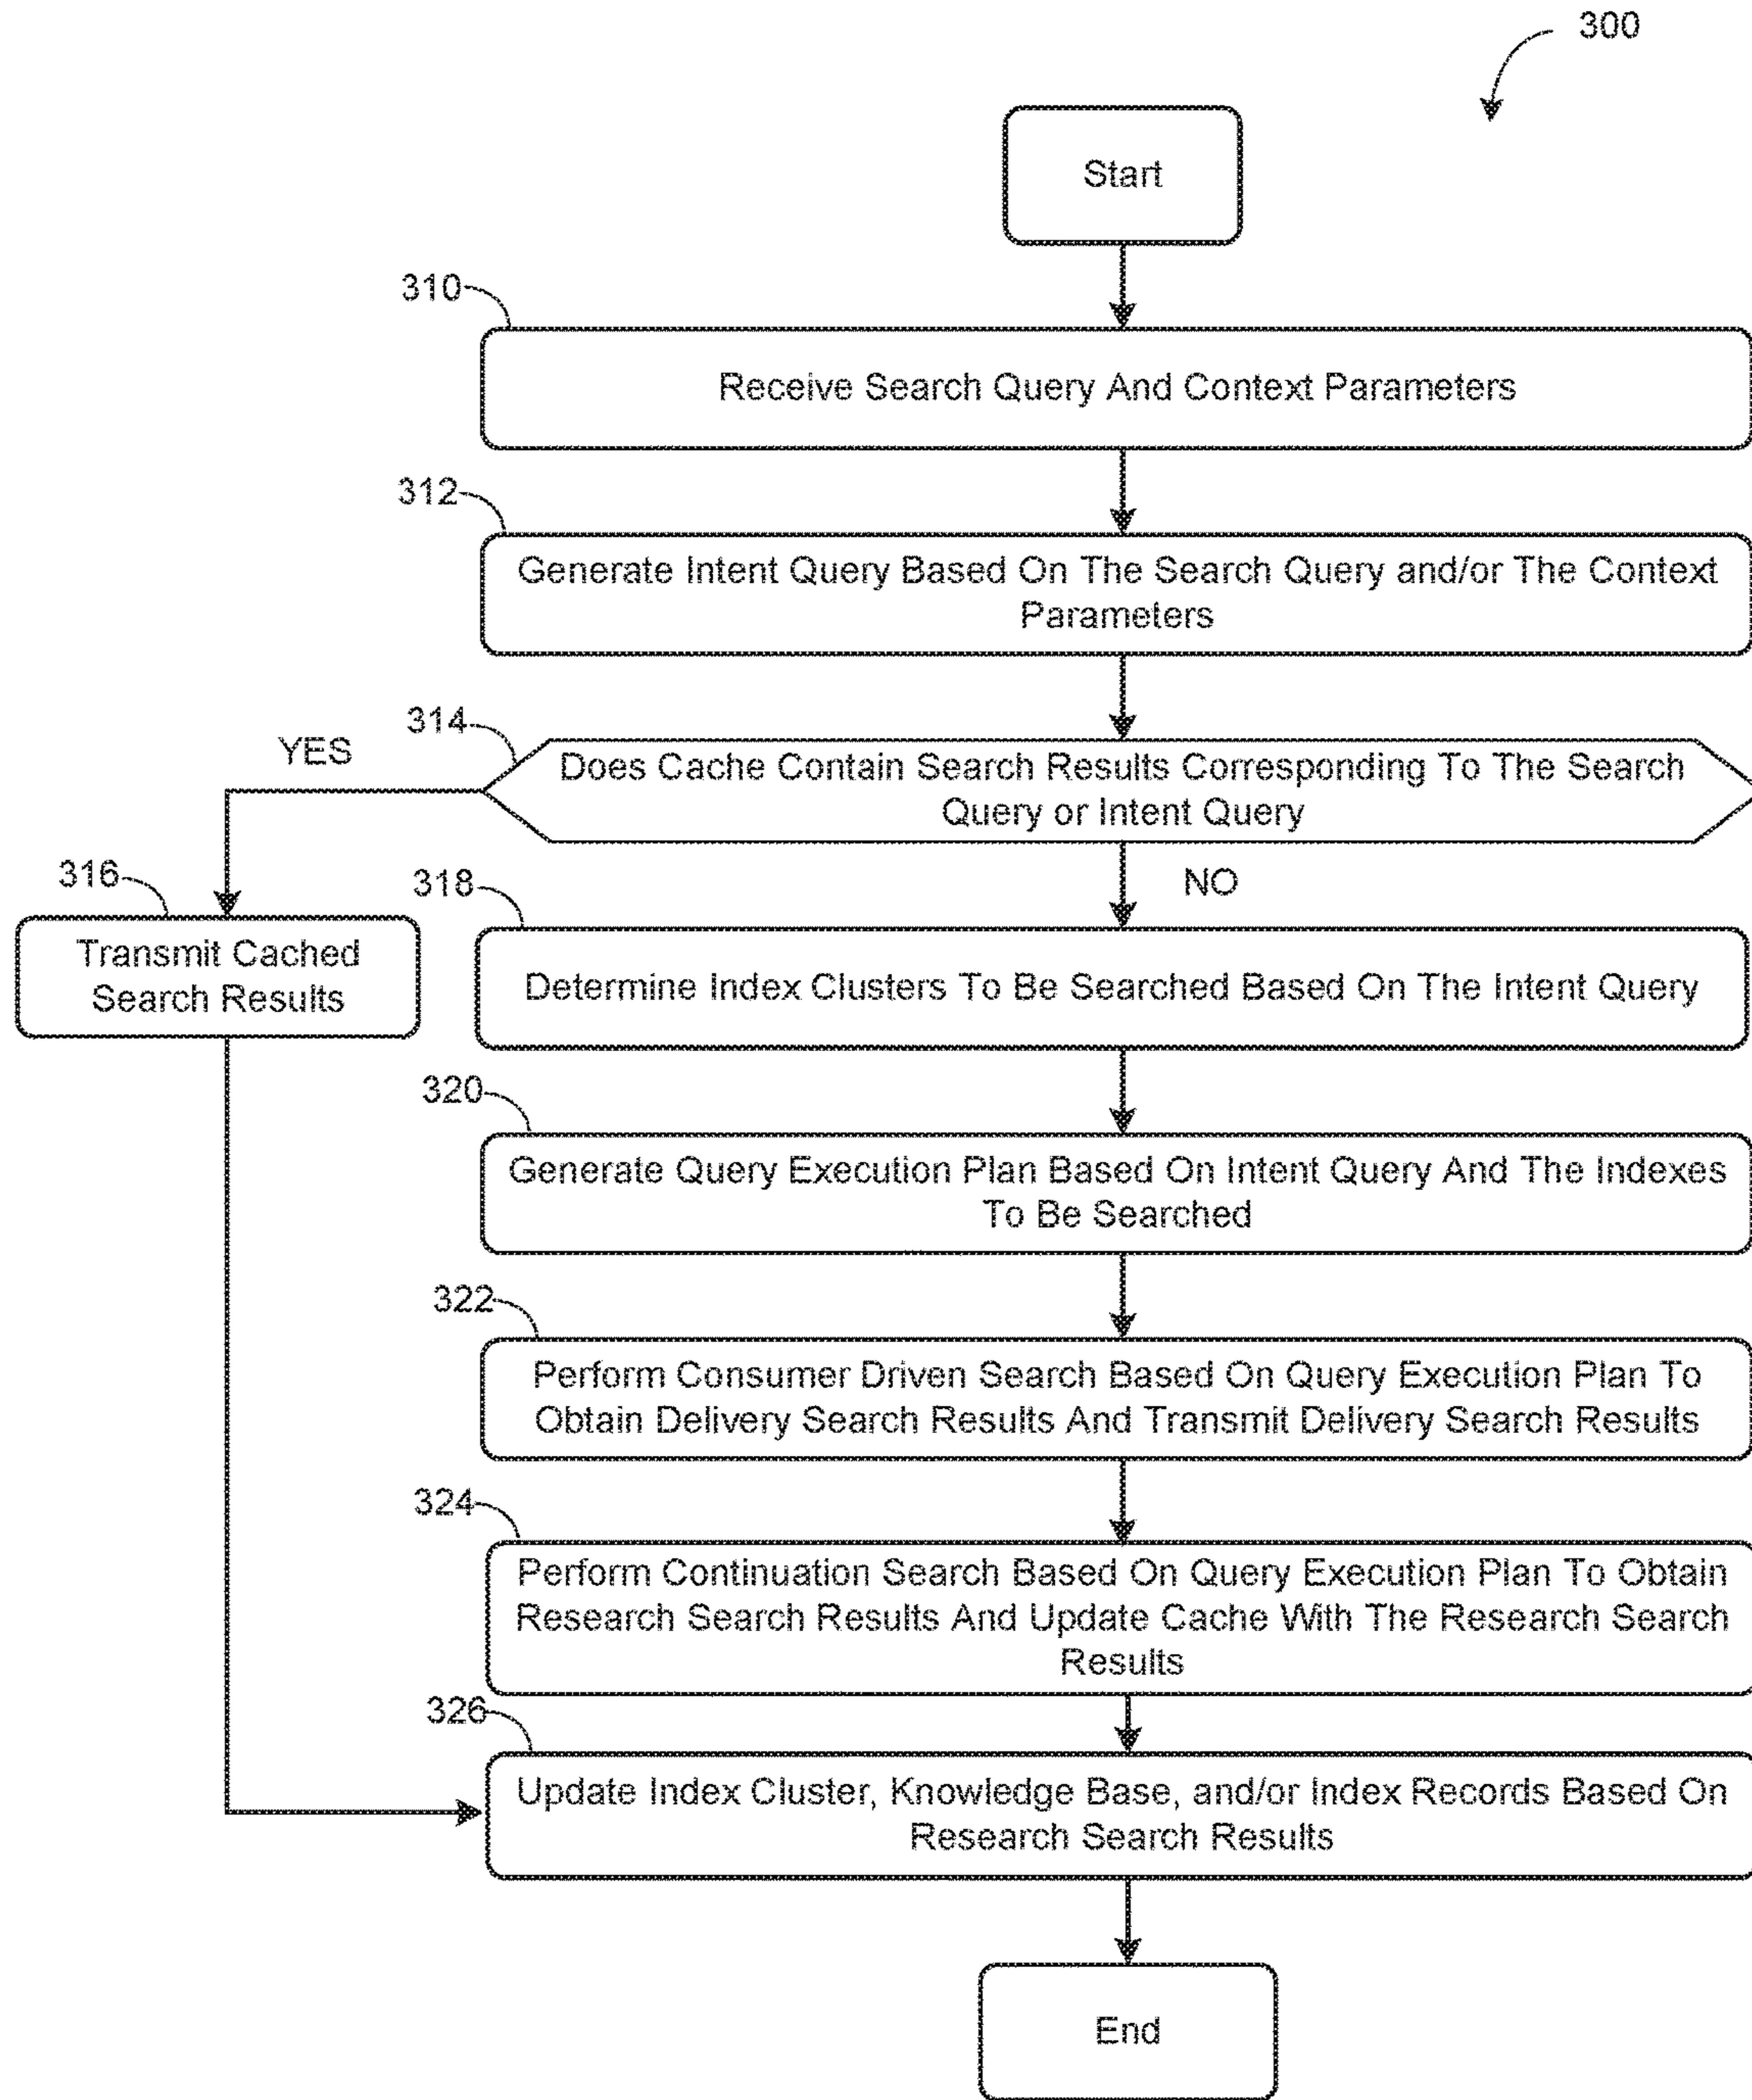 300
Start
310
Receive Search Query And Context Parameters
312
Generate Intent Query Based On The Search Query and/or The Context
Parameters
314
YES
Does Cache Contain Search Results Corresponding To The Search
Query or Intent Query
316
318
NO
Transmit Cached
Search Results
Determine Index Clusters To Be Searched Based On The Intent Query
320
Generate Query Execution Plan Based On Intent Query And The Indexes
To Be Searched
322
Perform Consumer Driven Search Based On Query Execution Plan To
Obtain Delivery Search Results And Transmit Delivery Search Results
324
Perform Continuation Search Based On Query Execution Plan To Obtain
Research Search Results And Update Cache With The Research Search
Results
326
Update Index Cluster, Knowledge Base, and/or Index Records Based On
Research Search Results
End